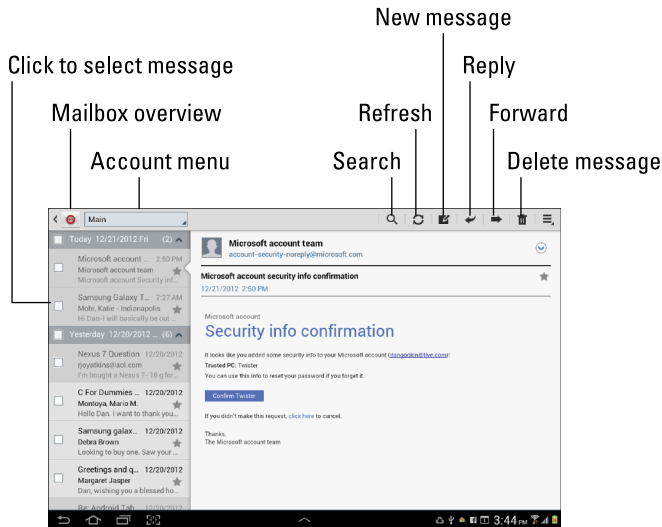 New message
Click to select message
Reply
Mailbox overview
Refresh
Forward
Account menu
Search
Delete message
Main
Today 12/21/2012 Fri (2)
Microsoft account ... 2:50 PM
Microsoft account team
Microsoft account Security inf...
Samsung Galaxy T... 7:27 AM
Mohr, Katie - Indianapolis
Hi Dan-I will basically be out ...
Yesterday 12/20/2012 ... (6)
Nexus 7 Question 12/20/2012
rjoyatkins@aol.com
I'm bought a Nexus 7- 16 g for...
C For Dummies ... 12/20/2012
Montoya, Mario M.
Hello Dan. I want to thank you...
Samsung galax... 12/20/2012
Debra Brown
Looking to buy one. Saw your ...
Greetings and q... 12/20/2012
Margaret Jasper
Dan, wishing you a blessed ho...
Re: Android Tab... 12/20/2012
Microsoft account team
account-security-noreply@microsoft.com
Microsoft account security info confirmation
12/21/2012 2:50 PM
Microsoft account
Security info confirmation
It looks like you added some security info to your Microsoft account (dangookin@live.com):
Trusted PC: Twister
You can use this info to reset your password if you forget it.
Confirm Twister
If you didn't make this request, click here to cancel.
Thanks,
The Microsoft account team
3:44 PM